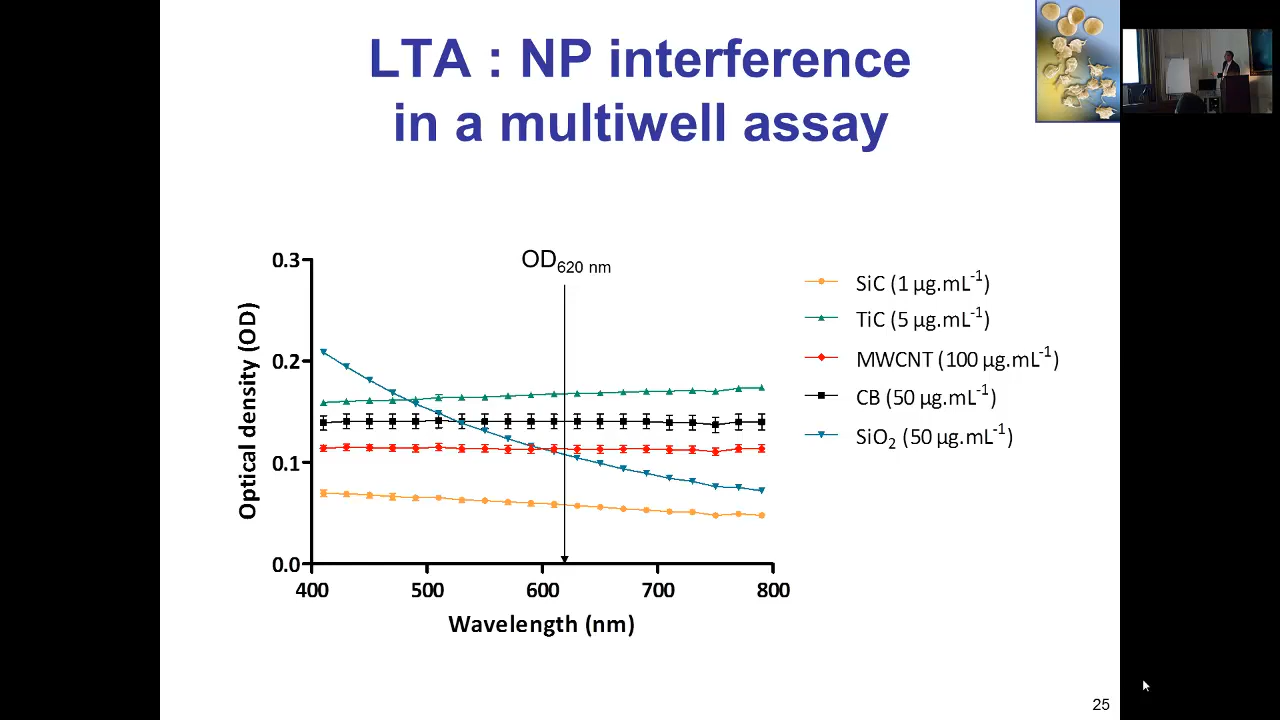 LTA : NP interference
in a multiwell assay
OD620 nm
Optical density (OD)
0.3
0.2
0.1
0.0
400 500 600 700 800
Wavelength (nm)
SiC (1 µg.mL-1)
TiC (5 µg.mL-1)
MWCNT (100 µg.mL-1)
CB (50 µg.mL-1)
SiO2 (50 µg.mL-1)
25